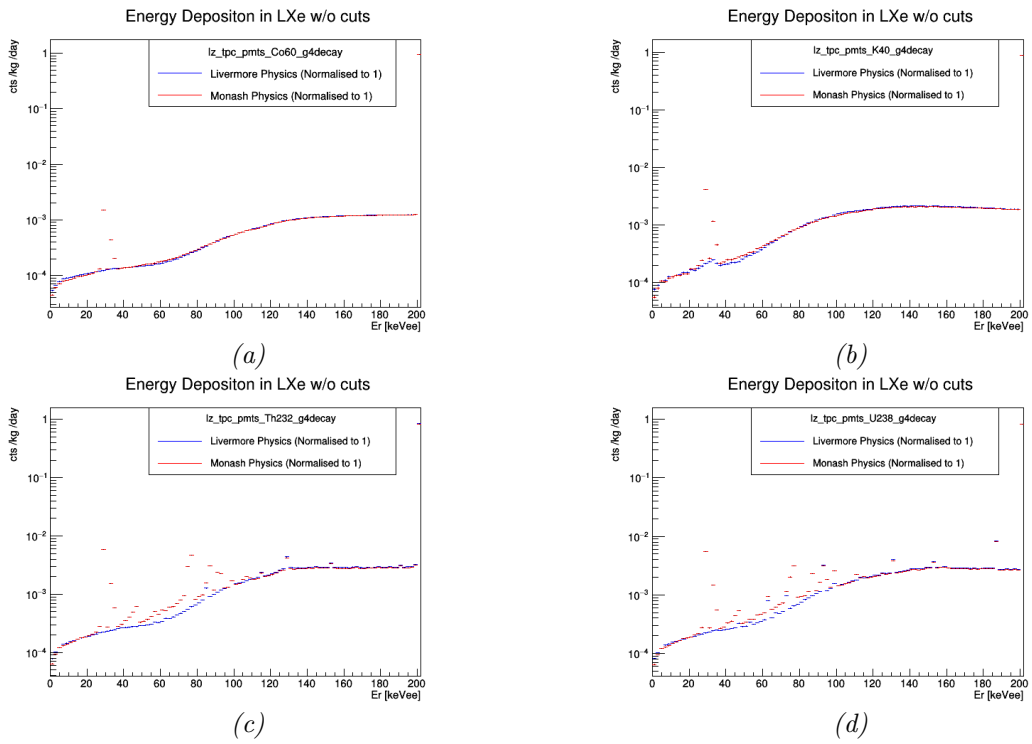 Energy Depositon in LXe w/o cuts
cts /kg /day
lz_tpc_pmts_Co60_g4decay
Livermore Physics (Normalised to 1)
Monash Physics (Normalised to 1)
1
10⁻¹
10⁻²
10⁻³
10⁻⁴
0 20 40 60 80 100 120 140 160 180 200
Er [keVee]
(a)
Energy Depositon in LXe w/o cuts
cts /kg /day
lz_tpc_pmts_K40_g4decay
Livermore Physics (Normalised to 1)
Monash Physics (Normalised to 1)
1
10⁻¹
10⁻²
10⁻³
10⁻⁴
0 20 40 60 80 100 120 140 160 180 200
Er [keVee]
(b)
Energy Depositon in LXe w/o cuts
cts /kg /day
lz_tpc_pmts_Th232_g4decay
Livermore Physics (Normalised to 1)
Monash Physics (Normalised to 1)
1
10⁻¹
10⁻²
10⁻³
10⁻⁴
0 20 40 60 80 100 120 140 160 180 200
Er [keVee]
(c)
Energy Depositon in LXe w/o cuts
cts /kg /day
lz_tpc_pmts_U238_g4decay
Livermore Physics (Normalised to 1)
Monash Physics (Normalised to 1)
1
10⁻¹
10⁻²
10⁻³
10⁻⁴
0 20 40 60 80 100 120 140 160 180 200
Er [keVee]
(d)